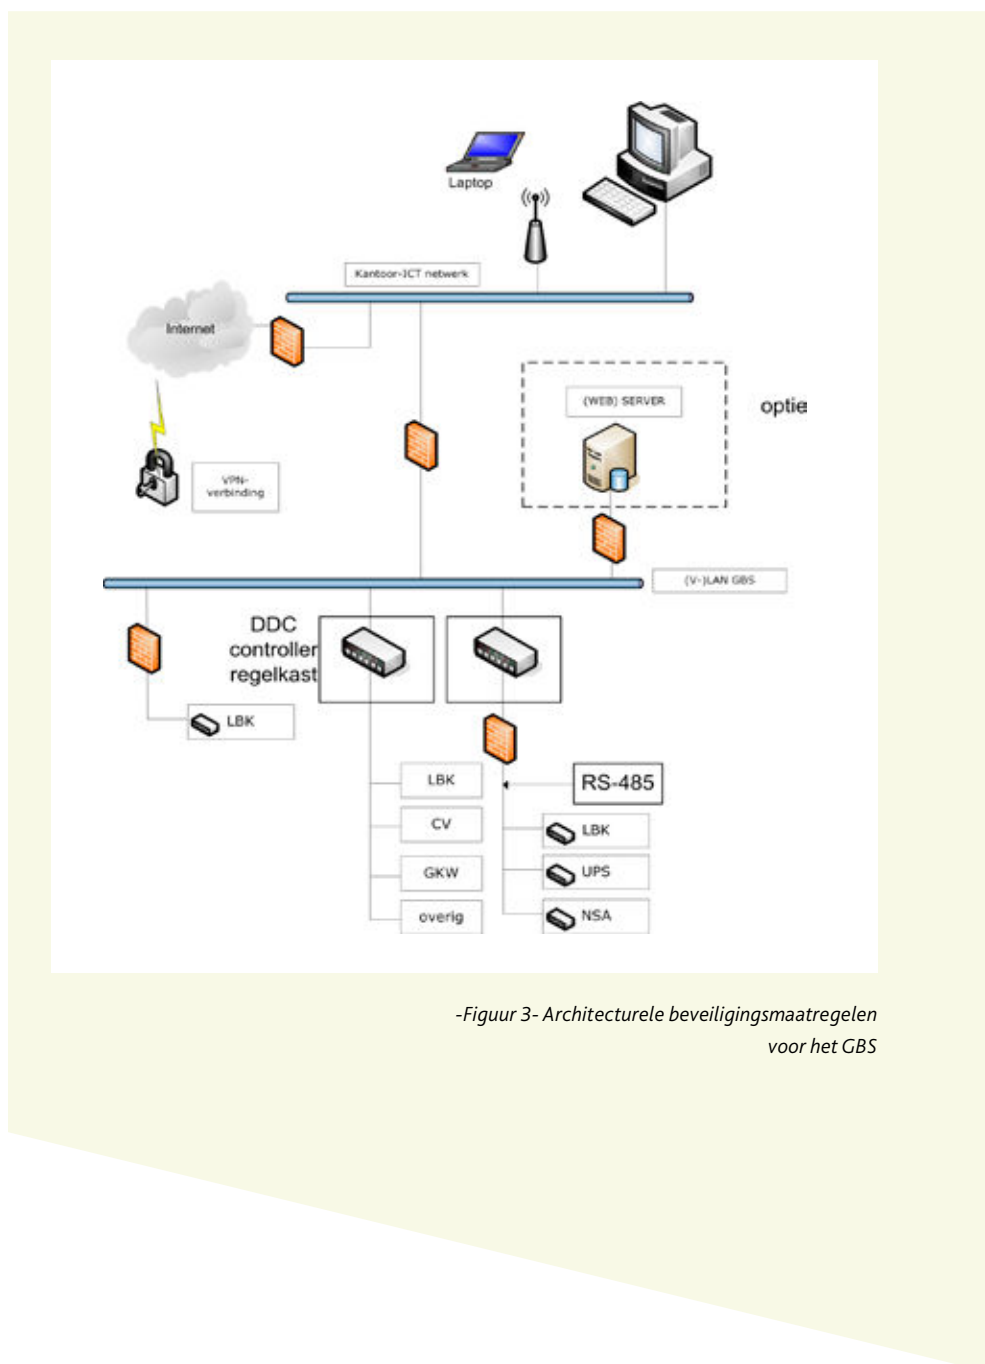 Laptop
Kantoor-ICT netwerk
Internet
(WEB) SERVER
optie
VPN-
verbinding
(V-)LAN GBS
DDC
controller
regelkast
LBK
LBK
CV
GKW
overig
RS-485
LBK
UPS
NSA
-Figuur 3- Architecturele beveiligingsmaatregelen
voor het GBS